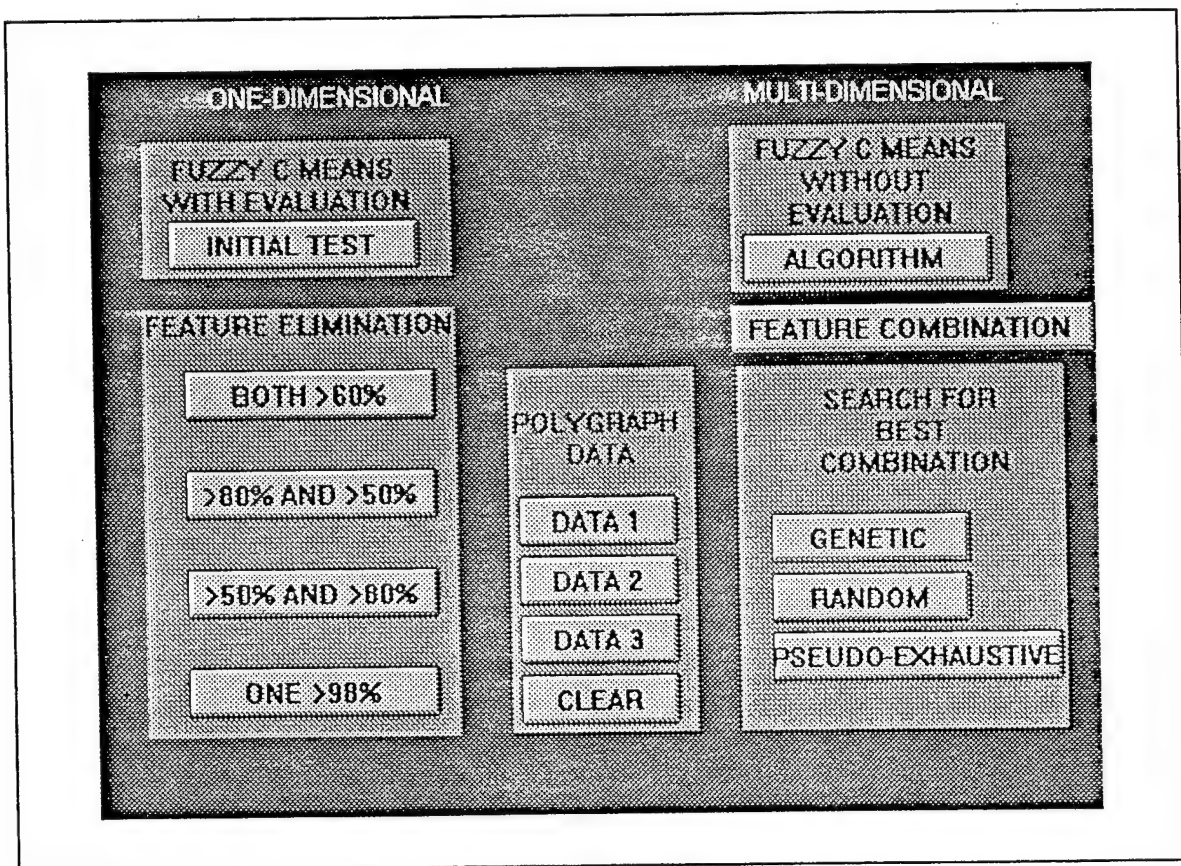 ONE-DIMENSIONAL
FUZZY C MEANS
WITH EVALUATION
INITIAL TEST
FEATURE ELIMINATION
BOTH >60%
>80% AND >50%
>50% AND >80%
ONE >98%
POLYGRAPH
DATA
DATA 1
DATA 2
DATA 3
CLEAR
MULTI-DIMENSIONAL
FUZZY C MEANS
WITHOUT
EVALUATION
ALGORITHM
FEATURE COMBINATION
SEARCH FOR
BEST
COMBINATION
GENETIC
RANDOM
PSEUDO-EXHAUSTIVE